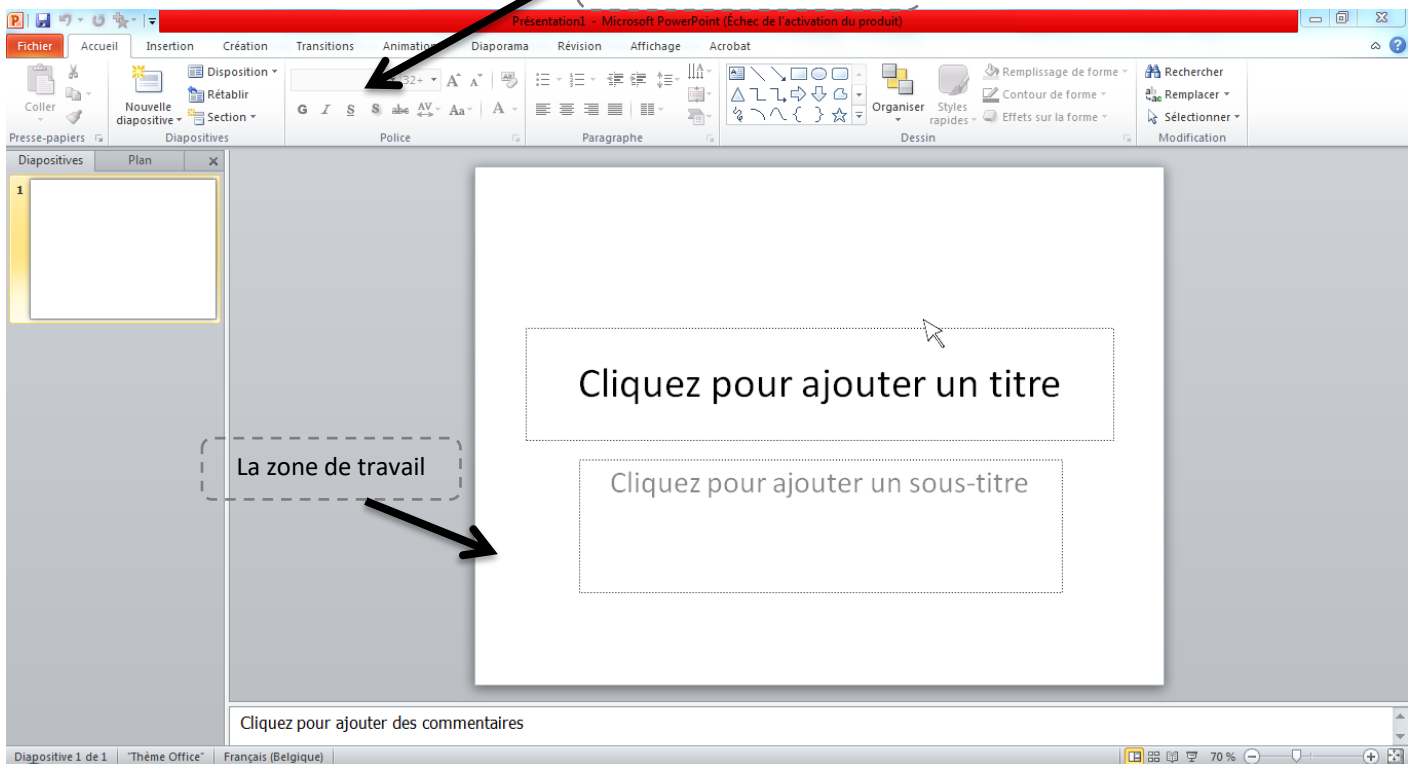 Présentation1 - Microsoft PowerPoint (Échec de l'activation du produit)
Fichier Accueil Insertion Création Transitions Animation Diaporama Révision Affichage Acrobat
Coller
Presse-papiers
Nouvelle diapositive
Disposition
Rétablir
Section
Diapositives
32+
G I S S abc AV Aa A
Police
Paragraphe
Organiser
Styles rapides
Remplissage de forme
Contour de forme
Effets sur la forme
Dessin
Rechercher
Remplacer
Sélectionner
Modification
Diapositives Plan
1
Cliquez pour ajouter un titre
La zone de travail
Cliquez pour ajouter un sous-titre
Cliquez pour ajouter des commentaires
Diapositive 1 de 1 "Thème Office" Français (Belgique) 70 %